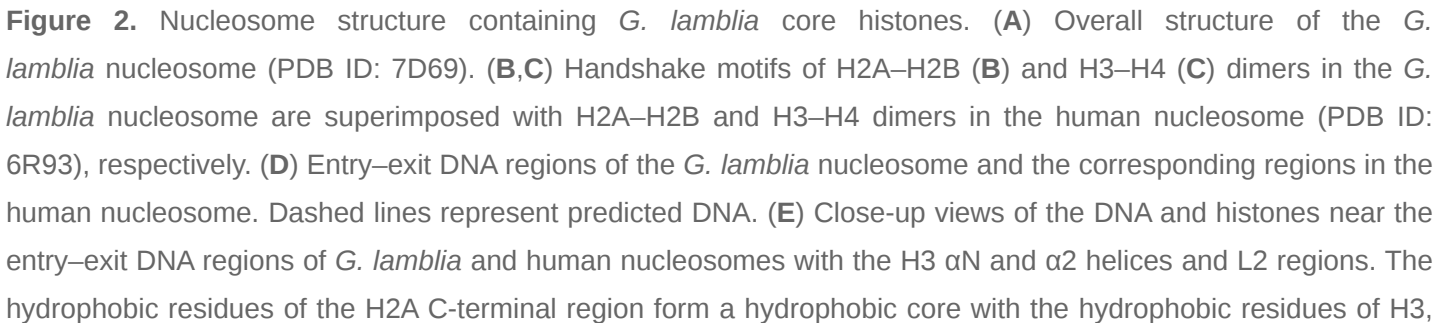 Figure 2. Nucleosome structure containing G. lamblia core histones. (A) Overall structure of the G.
lamblia nucleosome (PDB ID: 7D69). (B,C) Handshake motifs of H2A–H2B (B) and H3–H4 (C) dimers in the G.
lamblia nucleosome are superimposed with H2A–H2B and H3–H4 dimers in the human nucleosome (PDB ID:
6R93), respectively. (D) Entry–exit DNA regions of the G. lamblia nucleosome and the corresponding regions in the
human nucleosome. Dashed lines represent predicted DNA. (E) Close-up views of the DNA and histones near the
entry–exit DNA regions of G. lamblia and human nucleosomes with the H3 αN and α2 helices and L2 regions. The
hydrophobic residues of the H2A C-terminal region form a hydrophobic core with the hydrophobic residues of H3,